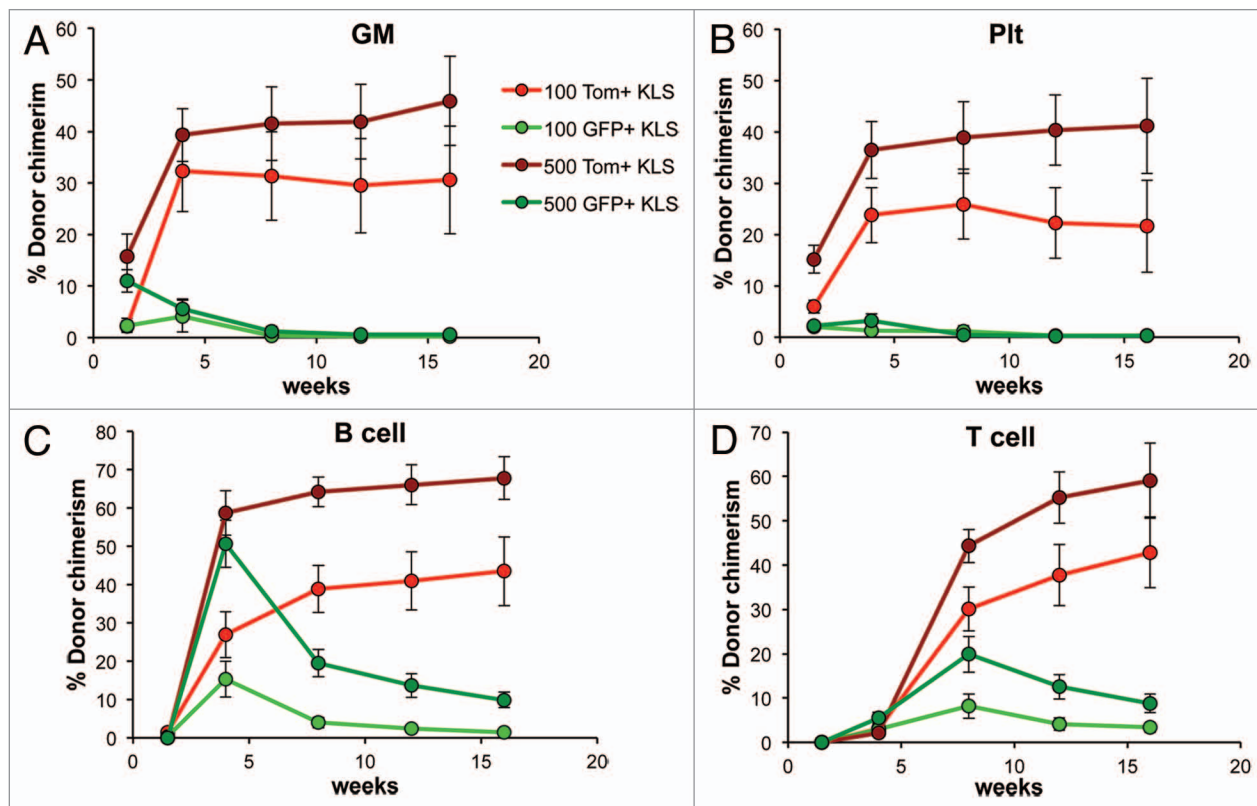 A
GM
% Donor chimerim
60
50
40
30
20
10
0
0 5 10 15 20
weeks
100 Tom+ KLS
100 GFP+ KLS
500 Tom+ KLS
500 GFP+ KLS
B
Plt
% Donor chimerism
60
50
40
30
20
10
0
0 5 10 15 20
weeks
C
B cell
% Donor chimerism
80
70
60
50
40
30
20
10
0
0 5 10 15 20
weeks
D
T cell
% Donor chimerism
70
60
50
40
30
20
10
0
0 5 10 15 20
weeks